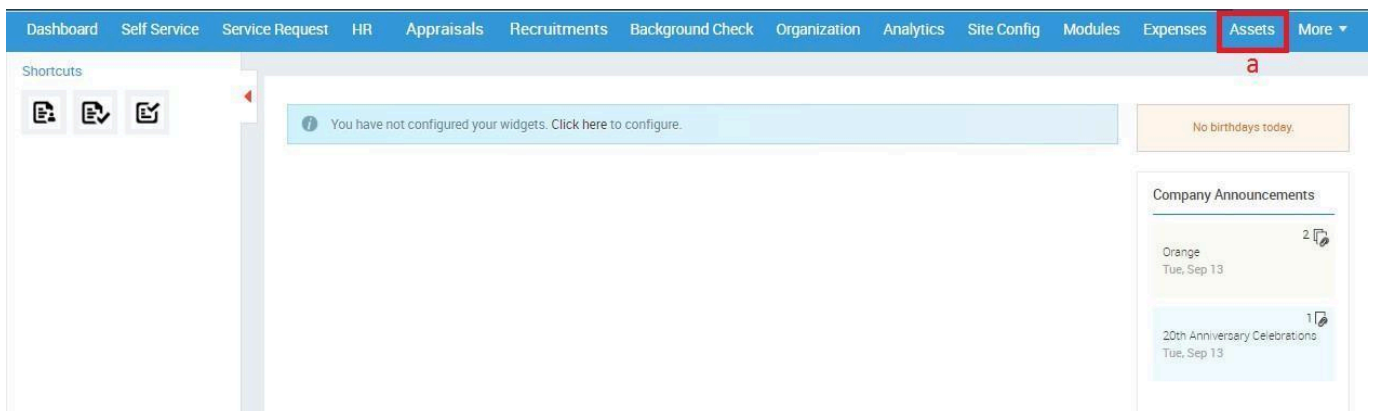 Dashboard Self Service Service Request HR Appraisals Recruitments Background Check Organization Analytics Site Config Modules Expenses Assets More
a
Shortcuts
You have not configured your widgets. Click here to configure.
No birthdays today.
Company Announcements
2
Orange
Tue, Sep 13
1
20th Anniversary Celebrations
Tue, Sep 13